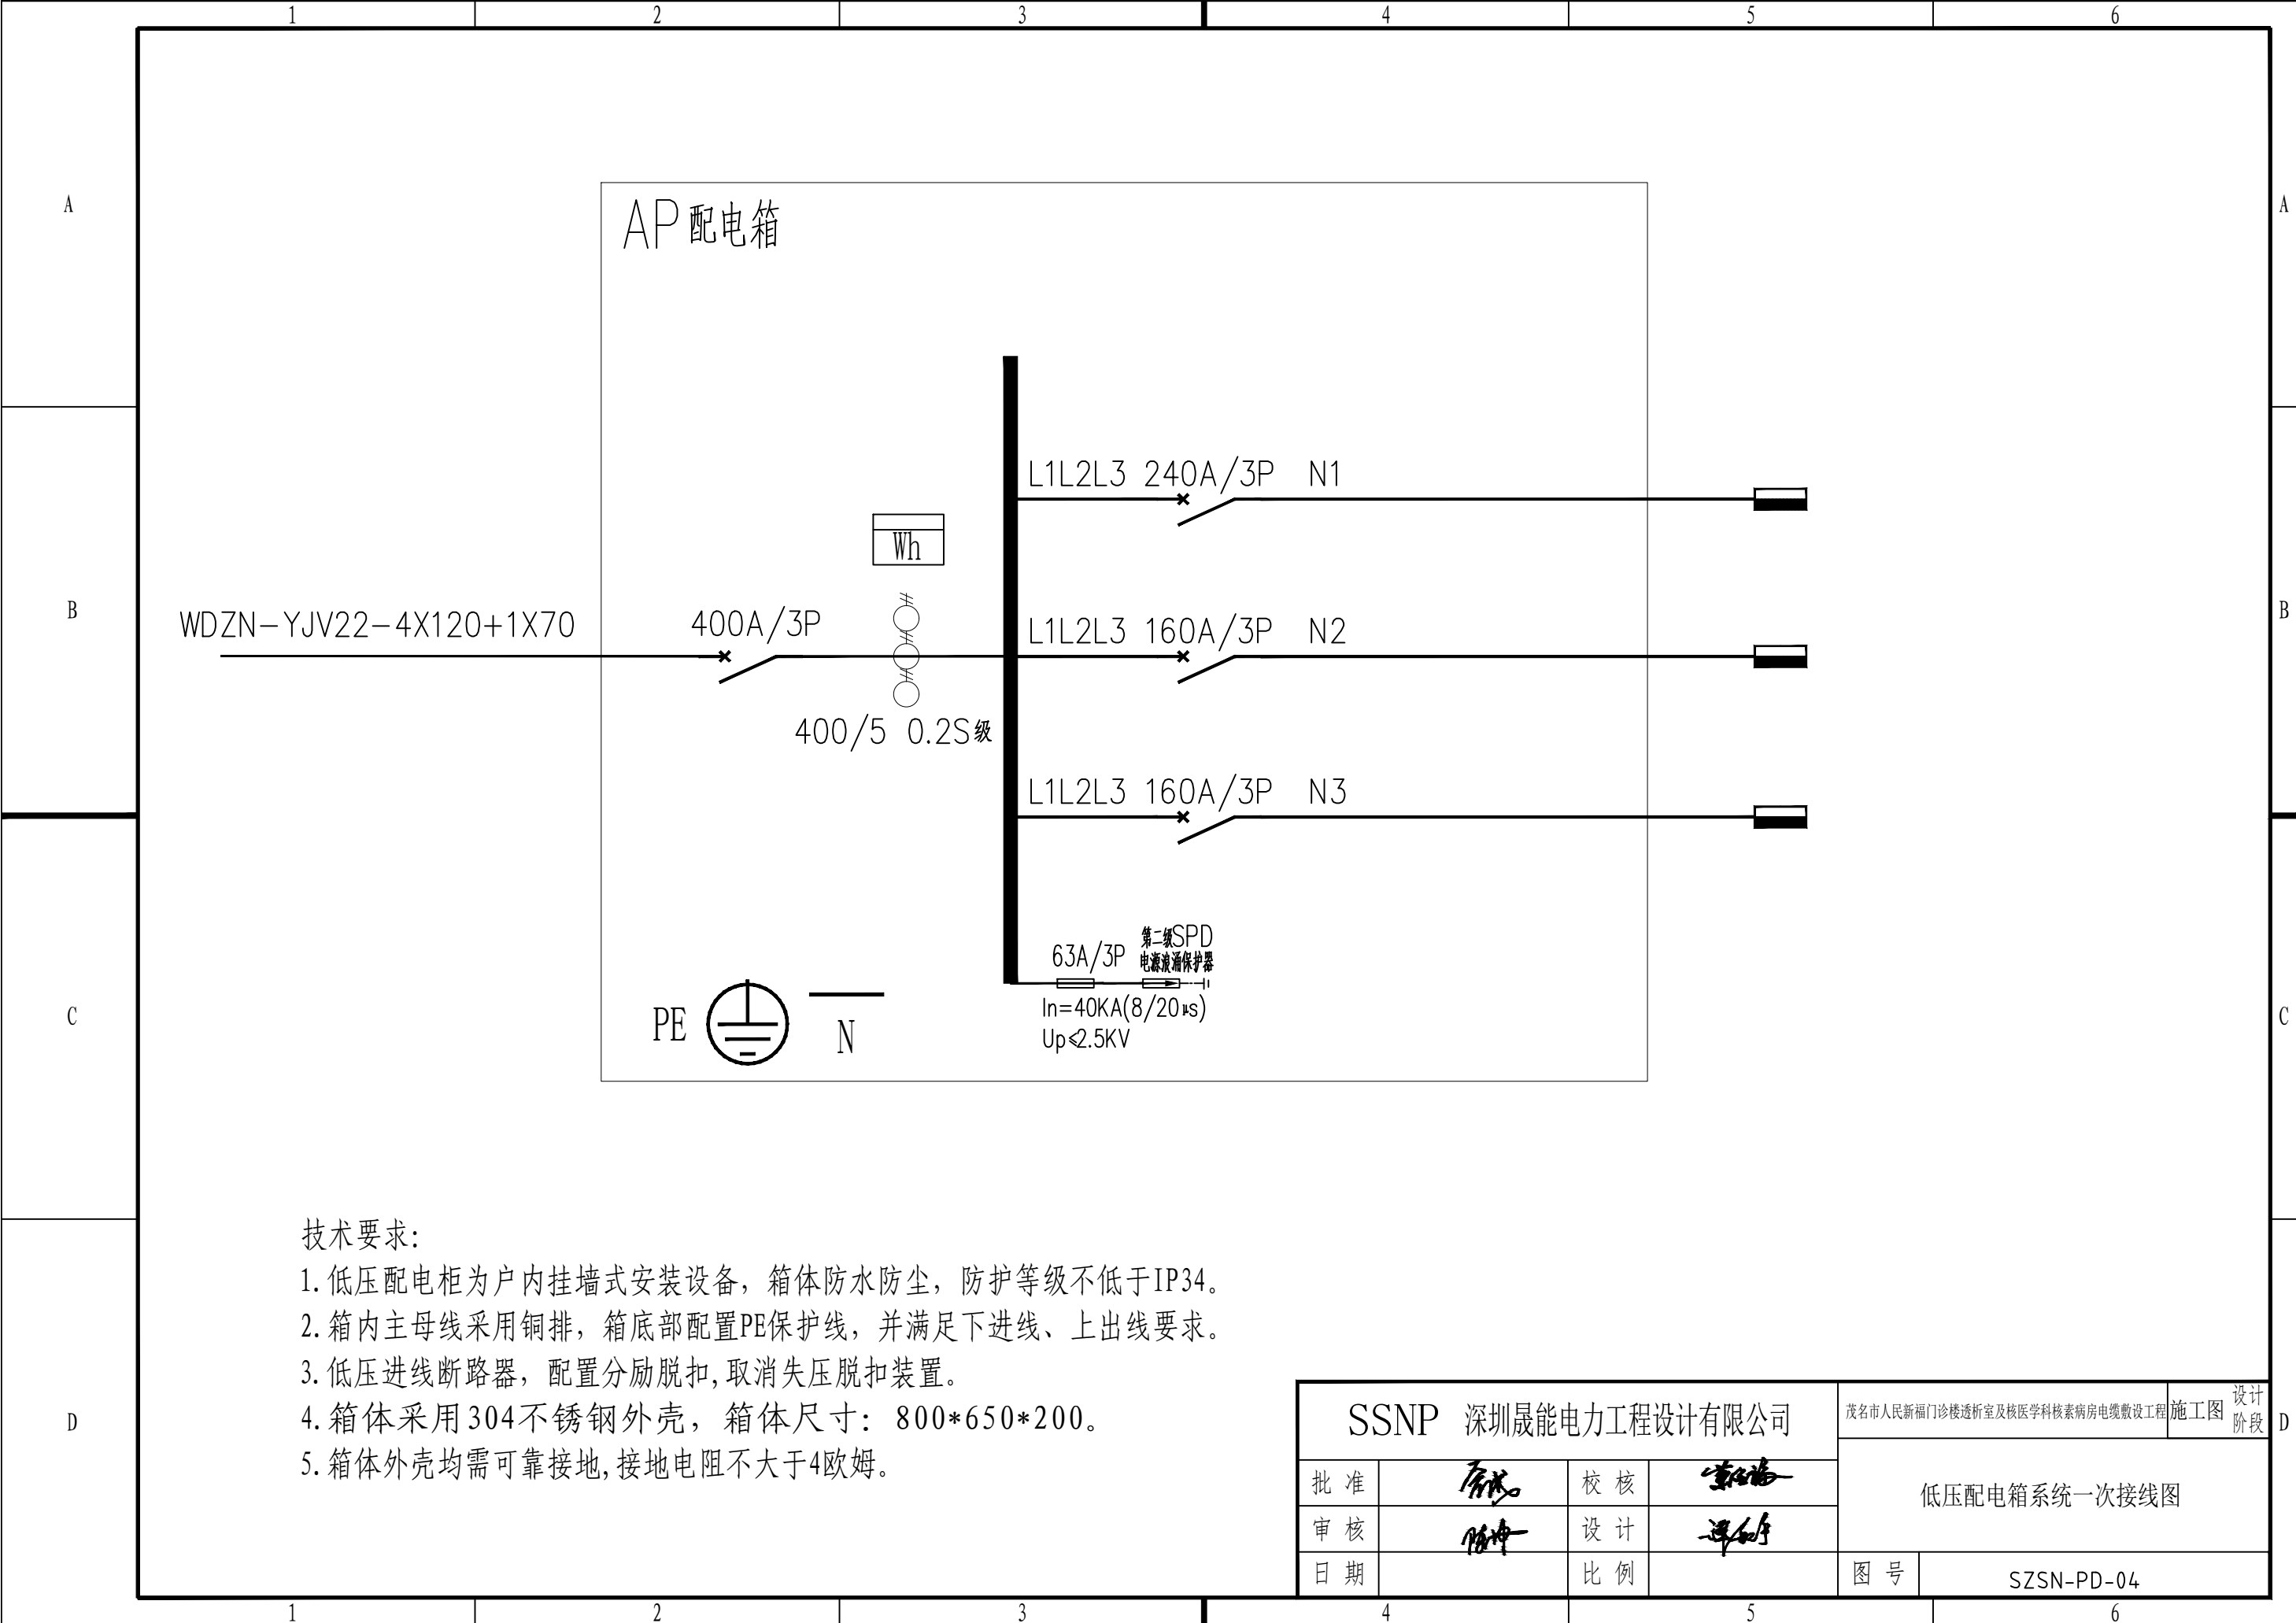 1 2 3 4 5 6
A A
AP配电箱
L1L2L3 240A/3P N1
Wh
B B
WDZN-YJV22-4X120+1X70
400A/3P
L1L2L3 160A/3P N2
400/5 0.2S级
L1L2L3 160A/3P N3
63A/3P
第二级SPD
电源浪涌保护器
In=40KA(8/20μs)
Up≤2.5KV
PE
N
C C
技术要求:
1.低压配电柜为户内挂墙式安装设备，箱体防水防尘，防护等级不低于IP34。
2.箱内主母线采用铜排，箱底部配置PE保护线，并满足下进线、上出线要求。
3.低压进线断路器，配置分励脱扣,取消失压脱扣装置。
4.箱体采用304不锈钢外壳，箱体尺寸：800*650*200。
5.箱体外壳均需可靠接地,接地电阻不大于4欧姆。
D D
SSNP 深圳晟能电力工程设计有限公司
茂名市人民新福门诊楼透析室及核医学科核素病房电缆敷设工程
施工图
设计
阶段
批 准
校 核
低压配电箱系统一次接线图
审 核
设 计
日 期
比 例
图 号
SZSN-PD-04
1 2 3 4 5 6